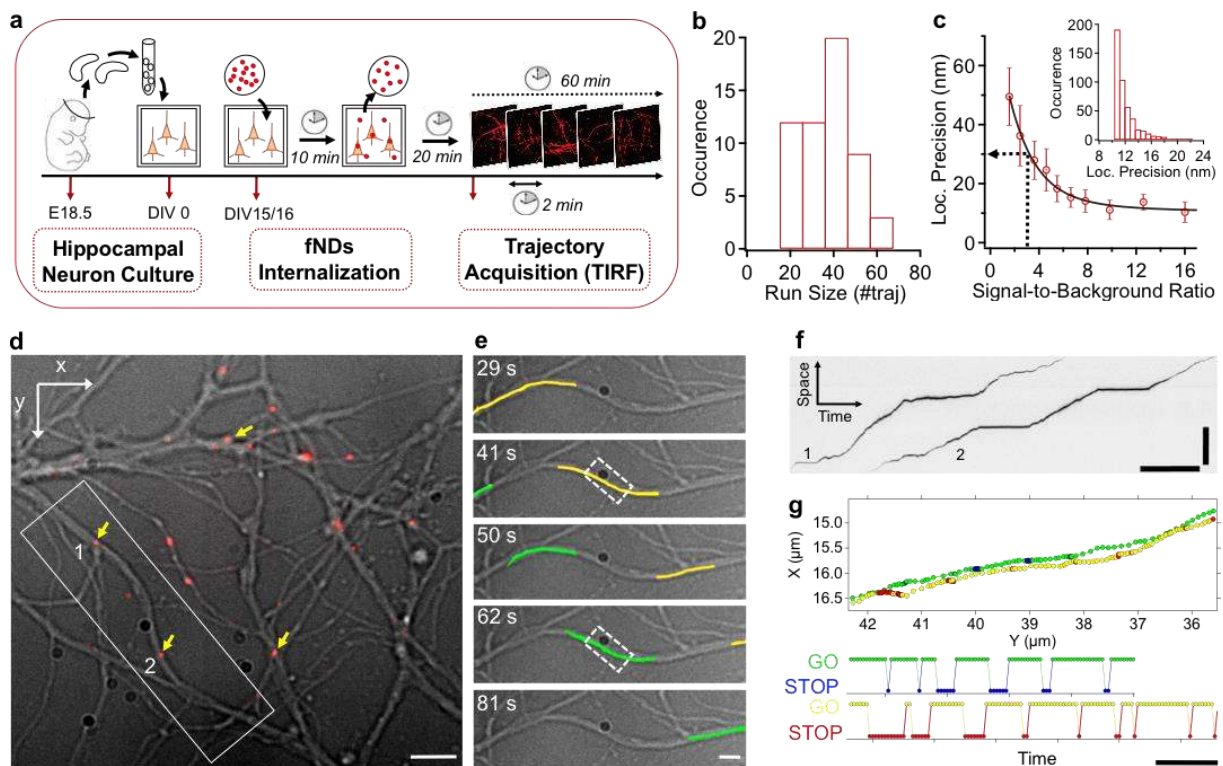 a
60 min
10 min
20 min
2 min
E18.5
DIV 0
DIV15/16
Hippocampal
Neuron Culture
fNDs
Internalization
Trajectory
Acquisition (TIRF)
b
20
15
10
5
0
Occurence
0
20
40
60
80
Run Size (#traj)
c
60
40
20
0
Loc. Precision (nm)
0
4
8
12
16
Signal-to-Background Ratio
200
150
100
50
0
Occurence
8
12
16
20
24
Loc. Precision (nm)
d
x
y
1
2
e
29 s
41 s
50 s
62 s
81 s
f
Space
Time
1
2
g
15.0
15.5
16.0
16.5
X (µm)
42
41
40
39
38
37
36
Y (µm)
GO
STOP
GO
STOP
Time